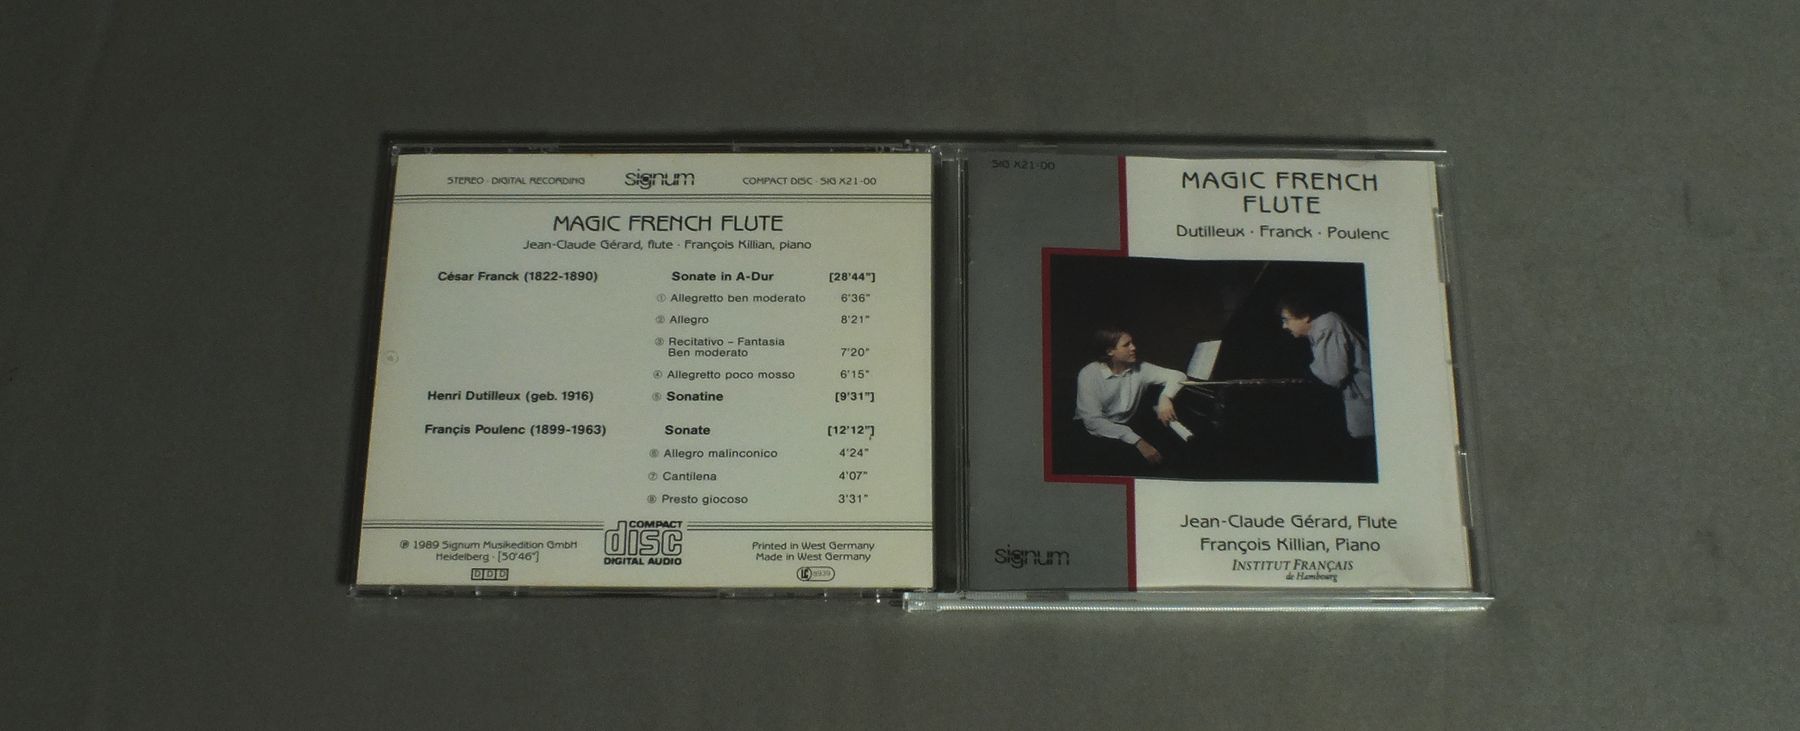 STEREO · DIGITAL RECORDING signum COMPACT DISC · SIG X21-00
MAGIC FRENCH FLUTE
Jean-Claude Gérard, flute · François Killian, piano
César Franck (1822-1890) Sonate in A-Dur [28'44"]
① Allegretto ben moderato 6'36"
② Allegro 8'21"
③ Recitativo – Fantasia
Ben moderato 7'20"
④ Allegretto poco mosso 6'15"
Henri Dutilleux (geb. 1916) ⑤ Sonatine [9'31"]
Françis Poulenc (1899-1963) Sonate [12'12"]
⑥ Allegro malinconico 4'24"
⑦ Cantilena 4'07"
⑧ Presto giocoso 3'31"
℗ 1989 Signum Musikedition GmbH
Heidelberg · [50'46"]
DDD
COMPACT
disc
DIGITAL AUDIO
Printed in West Germany
Made in West Germany
LC 8939
SIG X21-00
MAGIC FRENCH
FLUTE
Dutilleux · Franck · Poulenc
Jean-Claude Gérard, Flute
François Killian, Piano
INSTITUT FRANÇAIS
de Hambourg
signum